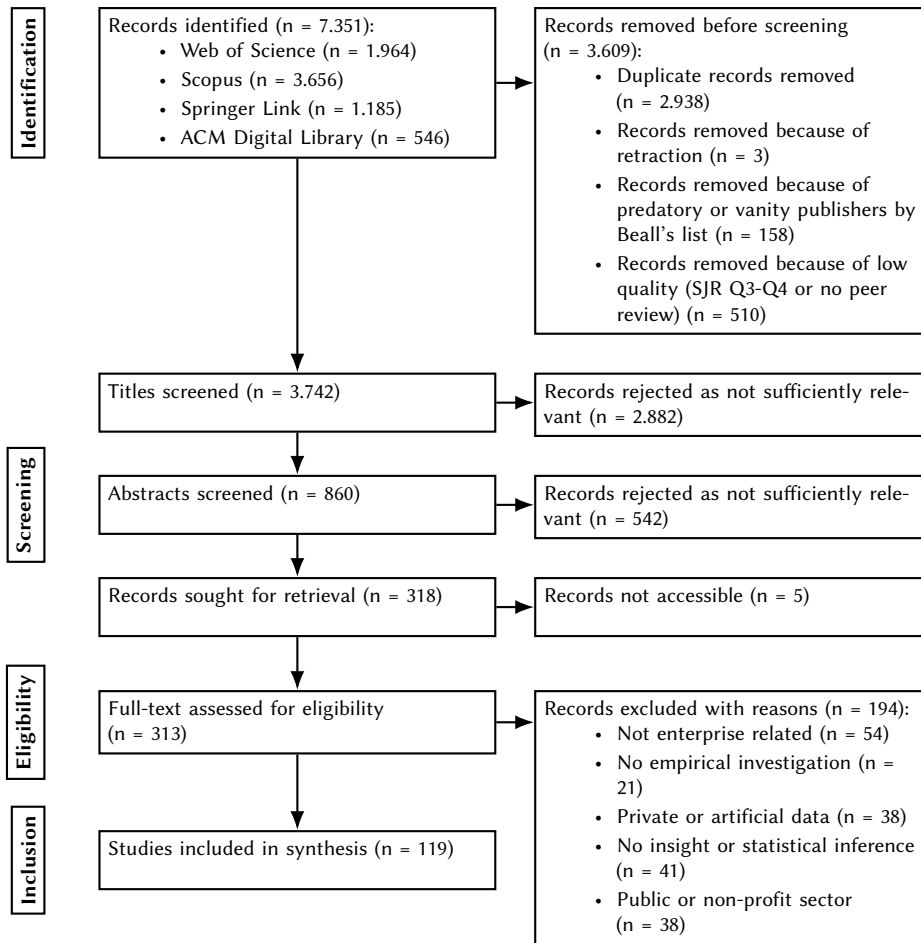 Identification
Records identified (n = 7.351):
• Web of Science (n = 1.964)
• Scopus (n = 3.656)
• Springer Link (n = 1.185)
• ACM Digital Library (n = 546)
Records removed before screening
(n = 3.609):
• Duplicate records removed
(n = 2.938)
• Records removed because of
retraction (n = 3)
• Records removed because of
predatory or vanity publishers by
Beall's list (n = 158)
• Records removed because of low
quality (SJR Q3-Q4 or no peer
review) (n = 510)
Screening
Titles screened (n = 3.742)
Records rejected as not sufficiently rele-
vant (n = 2.882)
Abstracts screened (n = 860)
Records rejected as not sufficiently rele-
vant (n = 542)
Records sought for retrieval (n = 318)
Records not accessible (n = 5)
Eligibility
Full-text assessed for eligibility
(n = 313)
Records excluded with reasons (n = 194):
• Not enterprise related (n = 54)
• No empirical investigation (n =
21)
• Private or artificial data (n = 38)
• No insight or statistical inference
(n = 41)
• Public or non-profit sector
(n = 38)
Inclusion
Studies included in synthesis (n = 119)